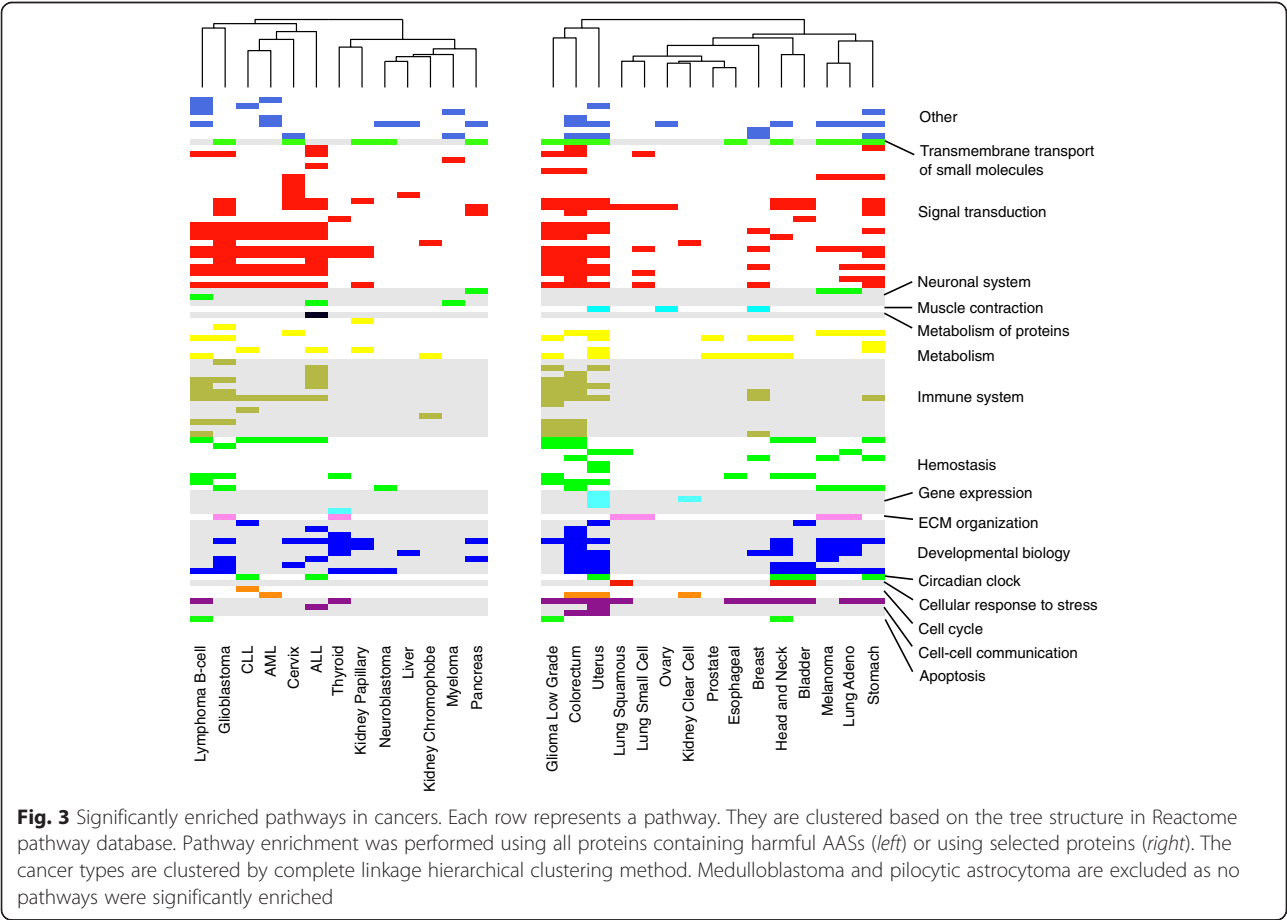 Other
Transmembrane transport
of small molecules
Signal transduction
Neuronal system
Muscle contraction
Metabolism of proteins
Metabolism
Immune system
Hemostasis
Gene expression
ECM organization
Developmental biology
Circadian clock
Cellular response to stress
Cell cycle
Cell-cell communication
Apoptosis
Lymphoma B-cell
Glioblastoma
CLL
AML
Cervix
ALL
Thyroid
Kidney Papillary
Neuroblastoma
Liver
Kidney Chromophobe
Myeloma
Pancreas
Glioma Low Grade
Colorectum
Uterus
Lung Squamous
Lung Small Cell
Ovary
Kidney Clear Cell
Prostate
Esophageal
Breast
Head and Neck
Bladder
Melanoma
Lung Adeno
Stomach
Fig. 3 Significantly enriched pathways in cancers. Each row represents a pathway. They are clustered based on the tree structure in Reactome
pathway database. Pathway enrichment was performed using all proteins containing harmful AASs (left) or using selected proteins (right). The
cancer types are clustered by complete linkage hierarchical clustering method. Medulloblastoma and pilocytic astrocytoma are excluded as no
pathways were significantly enriched